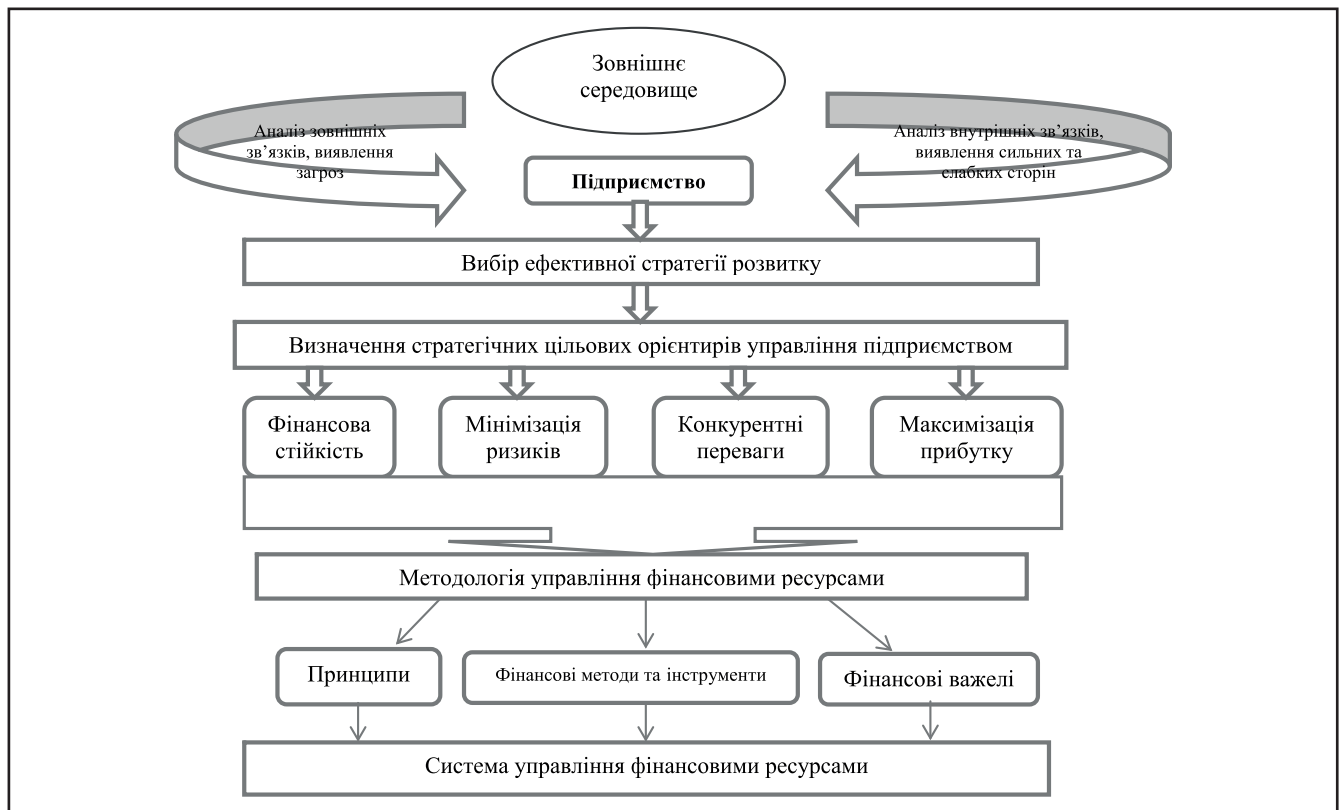 Зовнішнє
середовище
Аналіз зовнішніх
зв’язків, виявлення
загроз
Аналіз внутрішніх зв’язків,
виявлення сильних та
слабких сторін
Підприємство
Вибір ефективної стратегії розвитку
Визначення стратегічних цільових орієнтирів управління підприємством
Фінансова
стійкість
Мінімізація
ризиків
Конкурентні
переваги
Максимізація
прибутку
Методологія управління фінансовими ресурсами
Принципи
Фінансові методи та інструменти
Фінансові важелі
Система управління фінансовими ресурсами